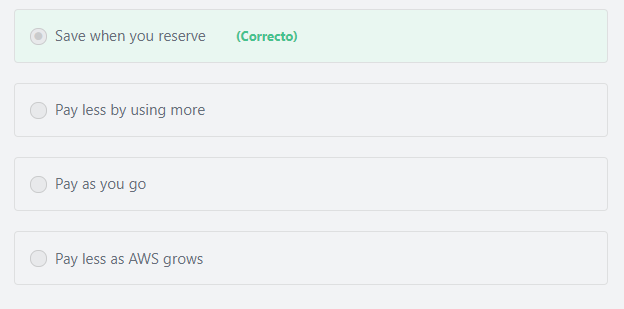 Save when you reserve (Correcto)
Pay less by using more
Pay as you go
Pay less as AWS grows